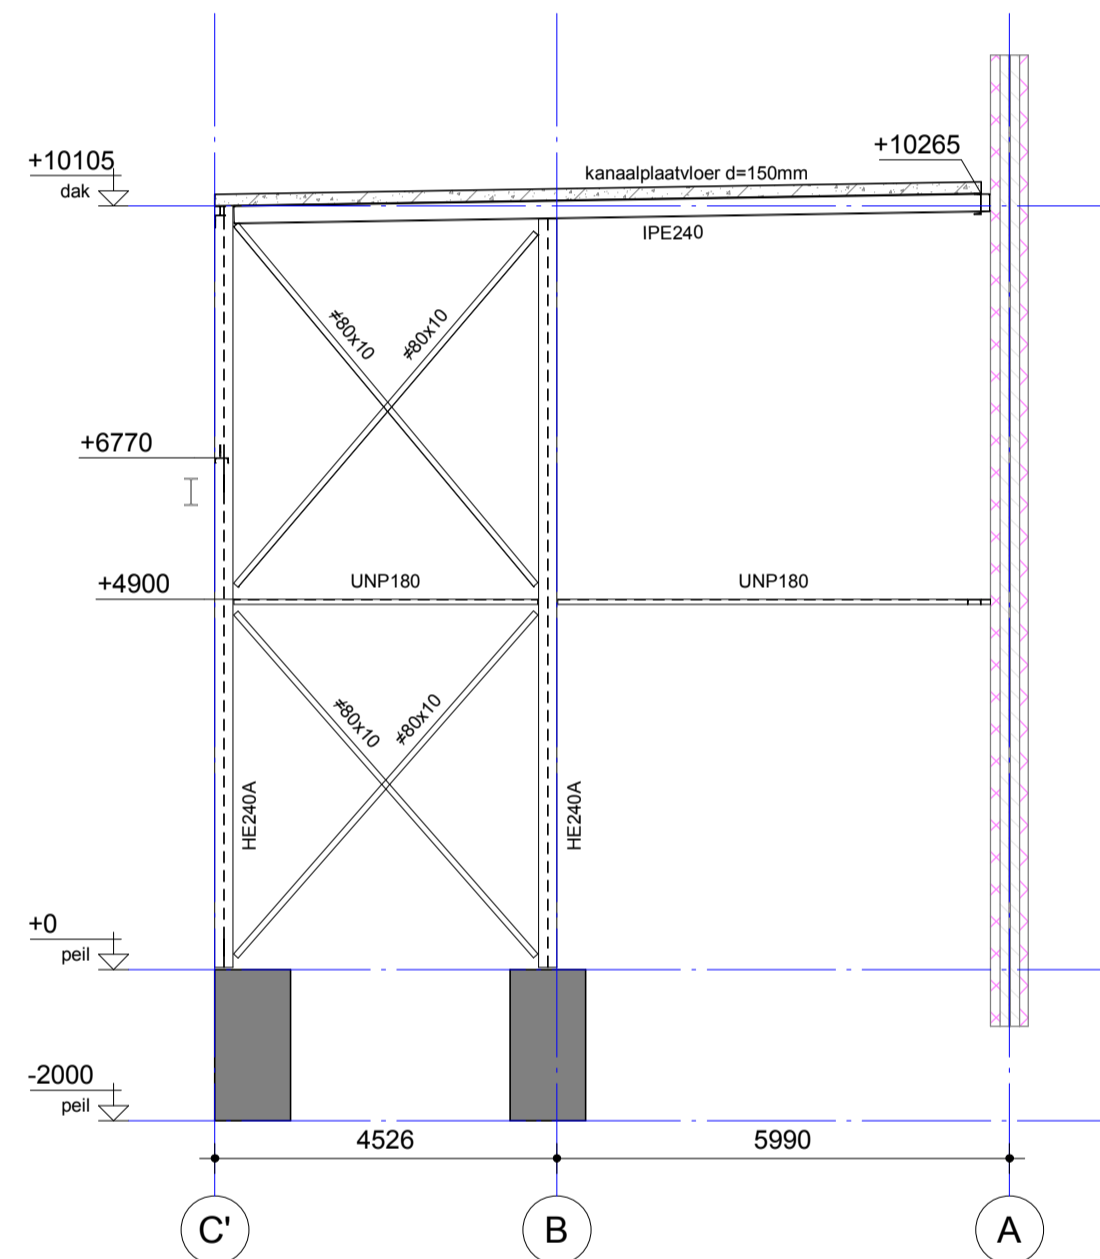 +10105
dak
+10265
kanaalplaatvloer d=150mm
IPE240
≠80x10
≠80x10
+6770
+4900
UNP180
UNP180
≠80x10
≠80x10
HE240A
HE240A
+0
peil
-2000
peil
4526
5990
C'
B
A